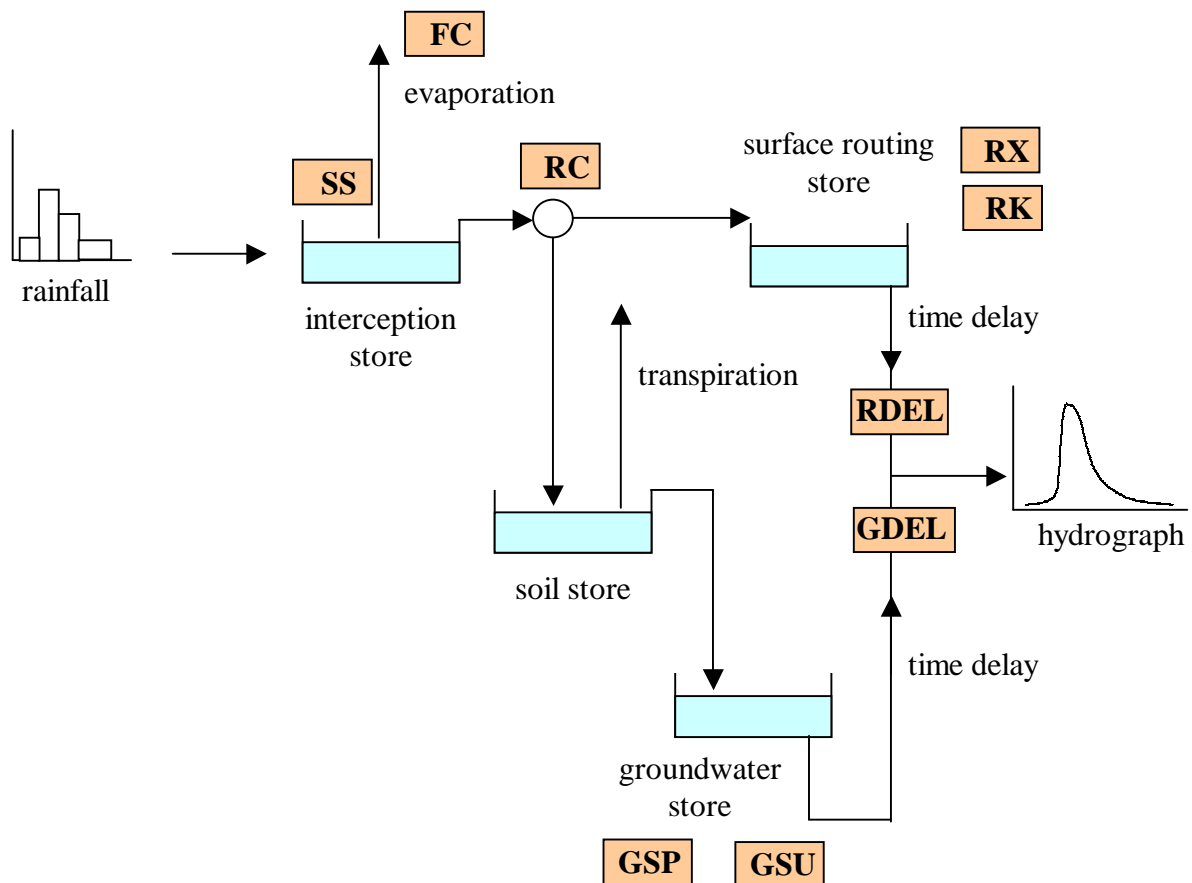 FC
evaporation
surface routing
store
RX
RC
SS
RK
rainfall
interception
store
time delay
transpiration
RDEL
GDEL
hydrograph
soil store
time delay
groundwater
store
GSP
GSU